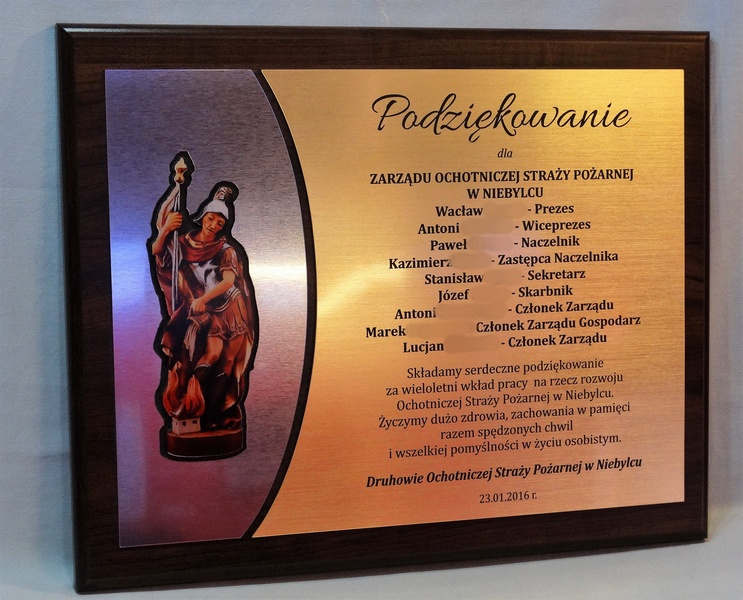 Podziękowanie
dla
ZARZĄDU OCHOTNICZEJ STRAŻY POŻARNEJ
W NIEBYLCU
Wacław - Prezes
Antoni - Wiceprezes
Paweł - Naczelnik
Kazimierz - Zastępca Naczelnika
Stanisław - Sekretarz
Józef - Skarbnik
Antoni - Członek Zarządu
Marek Członek Zarządu Gospodarz
Lucjan - Członek Zarządu
Składamy serdeczne podziękowanie
za wieloletni wkład pracy na rzecz rozwoju
Ochotniczej Straży Pożarnej w Niebylcu.
Życzymy dużo zdrowia, zachowania w pamięci
razem spędzonych chwil
i wszelkiej pomyślności w życiu osobistym.
Druhowie Ochotniczej Straży Pożarnej w Niebylcu
23.01.2016 r.